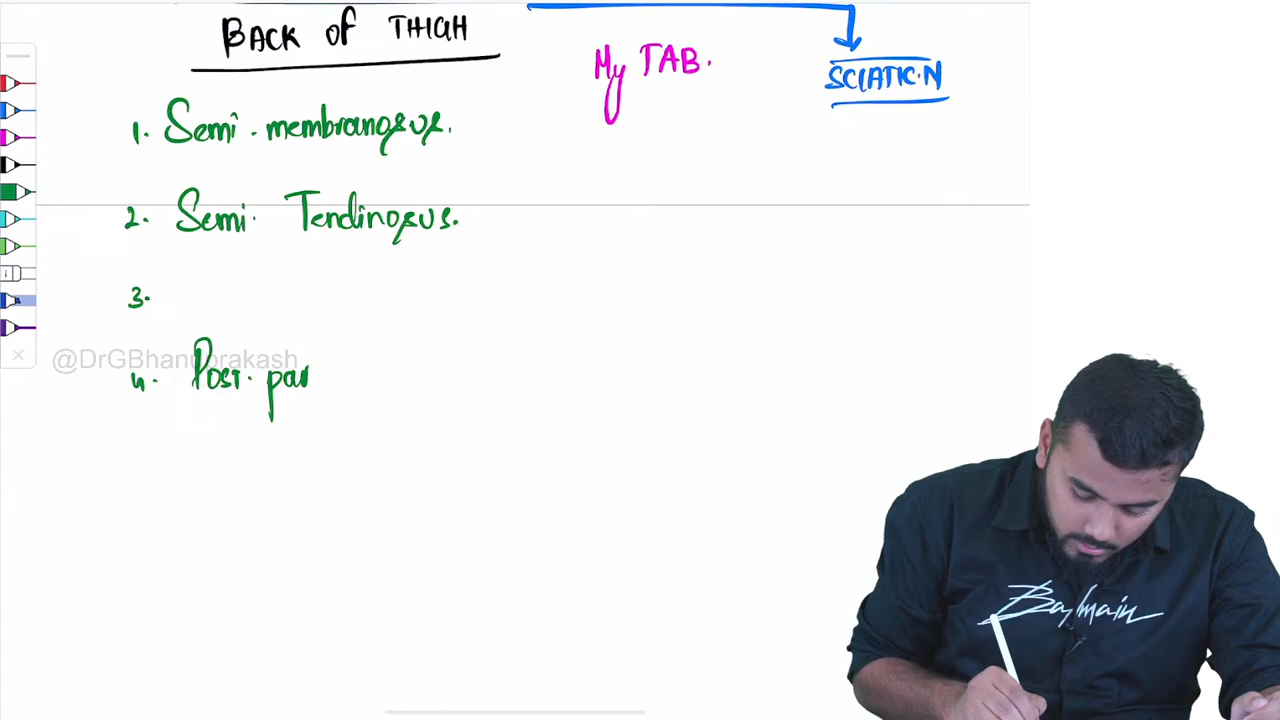 BACK OF THIGH
My TAB.
SCIATIC.N
1. Semi.membranosus.
2. Semi. Tendinosus.
3.
@DrGBhanuprakash
4. Post. par
Balmain